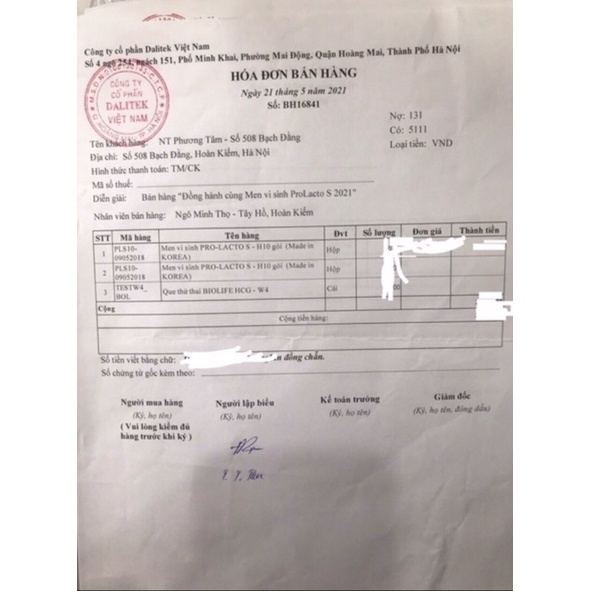 Công ty cổ phần Dalitek Việt Nam
Số 4 ngõ 254, ngách 151, Phố Minh Khai, Phường Mai Động, Quận Hoàng Mai, Thành Phố Hà Nội
CÔNG TY
CỔ PHẦN
DALITEK
VIỆT NAM
HÓA ĐƠN BÁN HÀNG
Ngày 21 tháng 5 năm 2021
Số: BH16841
Nợ: 131
Có: 5111
Loại tiền: VND
Tên khách hàng: NT Phương Tâm - Số 508 Bạch Đằng
Địa chỉ: Số 508 Bạch Đằng, Hoàn Kiếm, Hà Nội
Hình thức thanh toán: TM/CK
Mã số thuế:
Diễn giải: Bán hàng "Đồng hành cùng Men vi sinh ProLacto S 2021"
Nhân viên bán hàng: Ngô Minh Thọ - Tây Hồ, Hoàn Kiếm
STT Mã hàng Tên hàng Đvt Số lượng Đơn giá Thành tiền
1 PLS10-09052018 Men vi sinh PRO-LACTO S - H10 gói (Made in KOREA) Hộp
2 PLS10-09052018 Men vi sinh PRO-LACTO S - H10 gói (Made in KOREA) Hộp
3 TESTW4_BOL Que thử thai BIOLIFE HCG - W4 Cái
Cộng
Cộng tiền hàng:
Số tiền viết bằng chữ: đồng chẵn.
Số chứng từ gốc kèm theo:
Người mua hàng Người lập biểu Kế toán trưởng Giám đốc
(Ký, họ tên) (Ký, họ tên) (Ký, họ tên) (Ký, họ tên, đóng dấu)
( Vui lòng kiểm đủ
hàng trước khi ký )